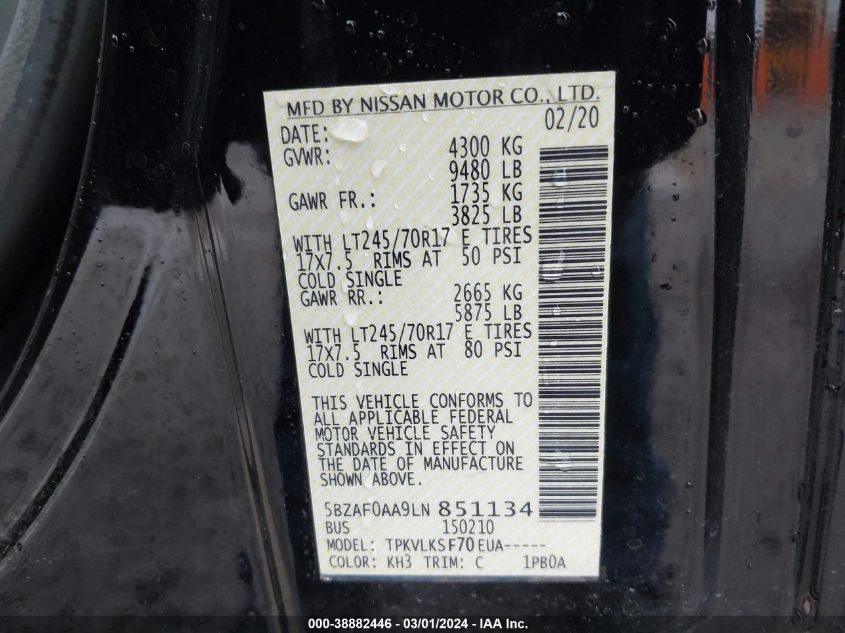 MFD BY NISSAN MOTOR CO., LTD.
DATE: 02/20
GVWR: 4300 KG
9480 LB
GAWR FR.: 1735 KG
3825 LB
WITH LT245/70R17 E TIRES
17X7.5 RIMS AT 50 PSI
COLD SINGLE
GAWR RR.: 2665 KG
5875 LB
WITH LT245/70R17 E TIRES
17X7.5 RIMS AT 80 PSI
COLD SINGLE
THIS VEHICLE CONFORMS TO
ALL APPLICABLE FEDERAL
MOTOR VEHICLE SAFETY
STANDARDS IN EFFECT ON
THE DATE OF MANUFACTURE
SHOWN ABOVE.
5BZAF0AA9LN 851134
BUS 150210
MODEL: TPKVLKSF70EUA-----
COLOR: KH3 TRIM: C 1PB0A
000-38882446 - 03/01/2024 - IAA Inc.